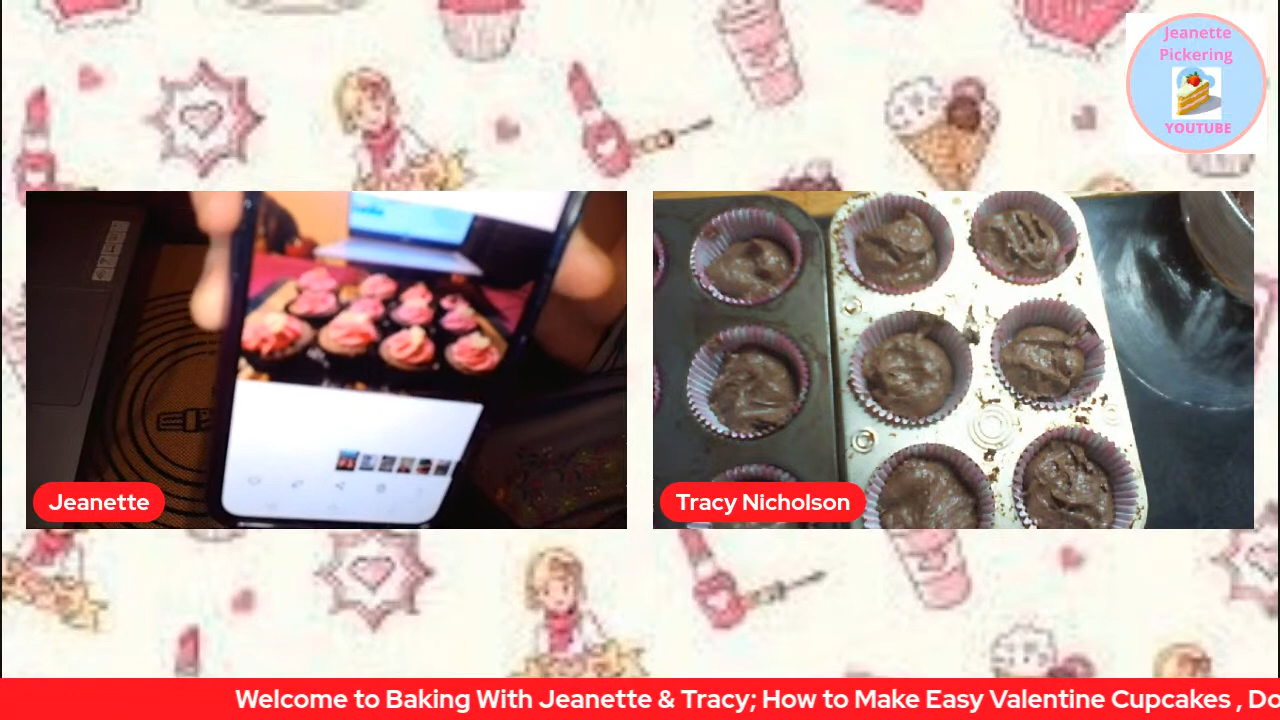 Jeanette
Pickering
YOUTUBE
Jeanette
Tracy Nicholson
Welcome to Baking With Jeanette & Tracy; How to Make Easy Valentine Cupcakes , Do